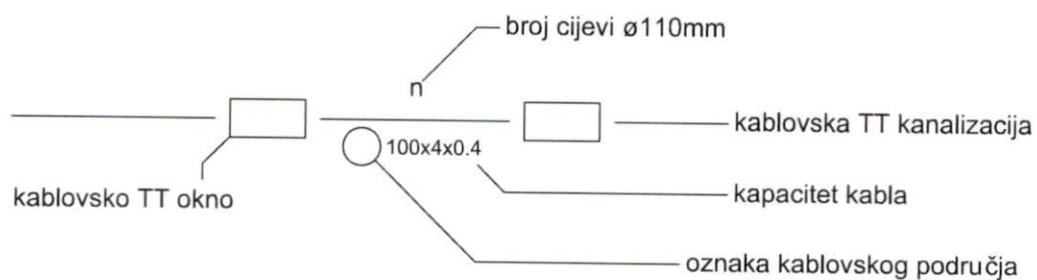 broj cijevi ø110mm
n
kablovska TT kanalizacija
100x4x0.4
kablovsko TT okno
kapacitet kabla
oznaka kablovskog područja